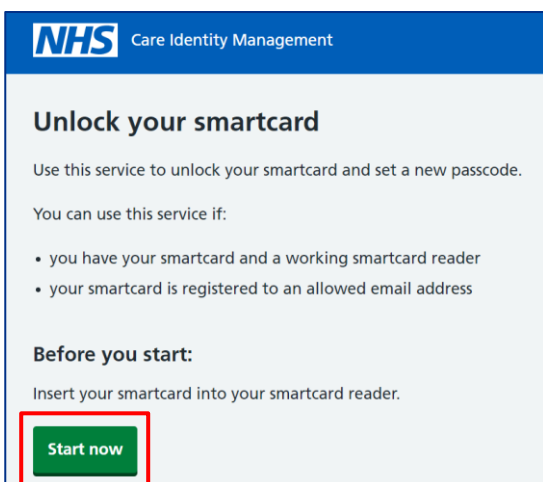 NHS Care Identity Management
Unlock your smartcard
Use this service to unlock your smartcard and set a new passcode.
You can use this service if:
• you have your smartcard and a working smartcard reader
• your smartcard is registered to an allowed email address
Before you start:
Insert your smartcard into your smartcard reader.
Start now